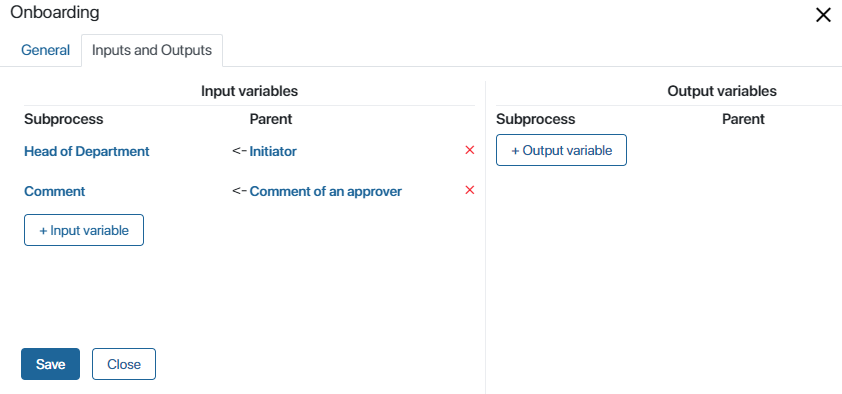 Onboarding
General Inputs and Outputs
Input variables Output variables
Subprocess Parent Subprocess Parent
Head of Department <- Initiator + Output variable
Comment <- Comment of an approver
+ Input variable
Save Close